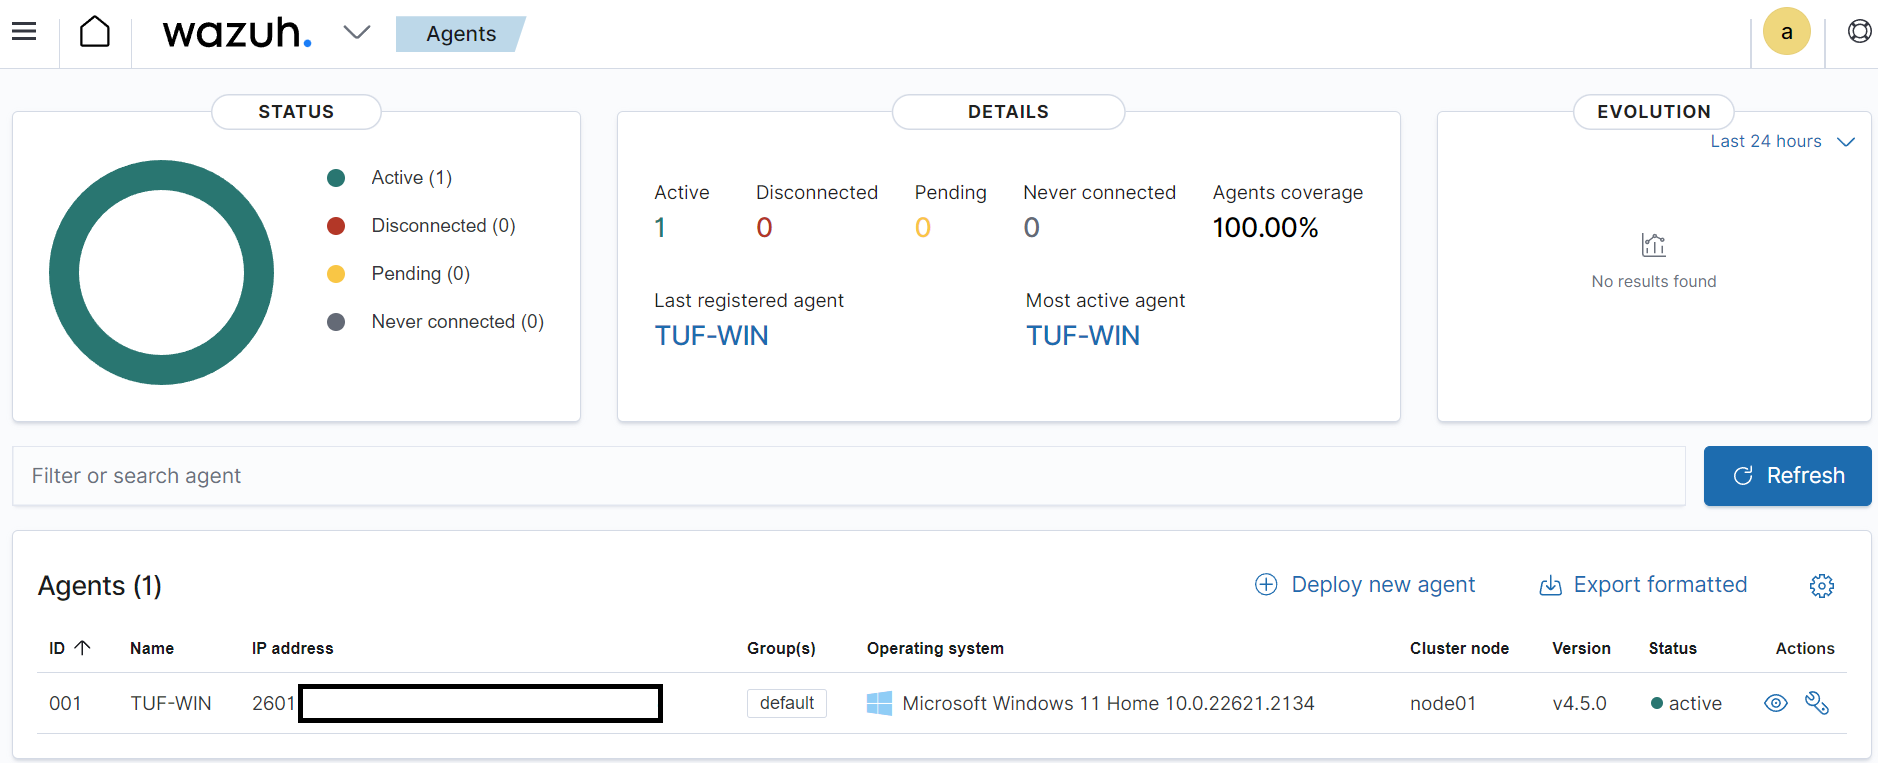 wazuh.
Agents
a
STATUS
Active (1)
Disconnected (0)
Pending (0)
Never connected (0)
DETAILS
Active Disconnected Pending Never connected Agents coverage
1 0 0 0 100.00%
Last registered agent Most active agent
TUF-WIN TUF-WIN
EVOLUTION
Last 24 hours
No results found
Filter or search agent
Refresh
Agents (1)
Deploy new agent Export formatted
ID Name IP address Group(s) Operating system Cluster node Version Status Actions
001 TUF-WIN 2601 default Microsoft Windows 11 Home 10.0.22621.2134 node01 v4.5.0 active